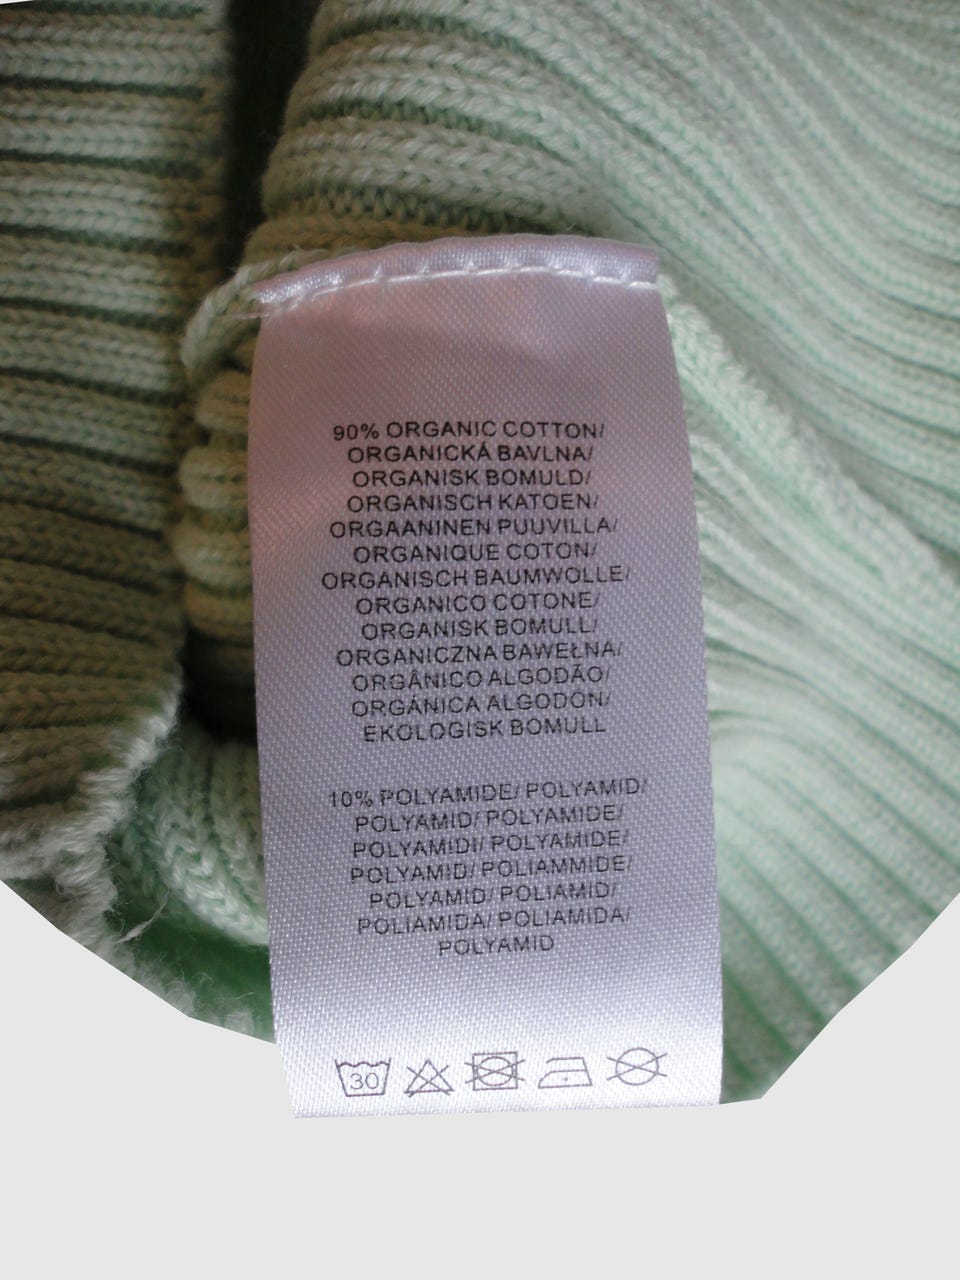 90% ORGANIC COTTON/
ORGANICKÁ BAVLNA/
ORGANISK BOMULD/
ORGANISCH KATOEN/
ORGAANINEN PUUVILLA/
ORGANIQUE COTON/
ORGANISCH BAUMWOLLE/
ORGANICO COTONE/
ORGANISK BOMULL/
ORGANICZNA BAWEŁNA/
ORGÂNICO ALGODÃO/
ORGÁNICA ALGODON/
EKOLOGISK BOMULL
10% POLYAMIDE/ POLYAMID/
POLYAMID/ POLYAMIDE/
POLYAMIDI/ POLYAMIDE/
POLYAMID/ POLIAMMIDE/
POLYAMID/ POLIAMID/
POLIAMIDA/ POLIAMIDA/
POLYAMID
30